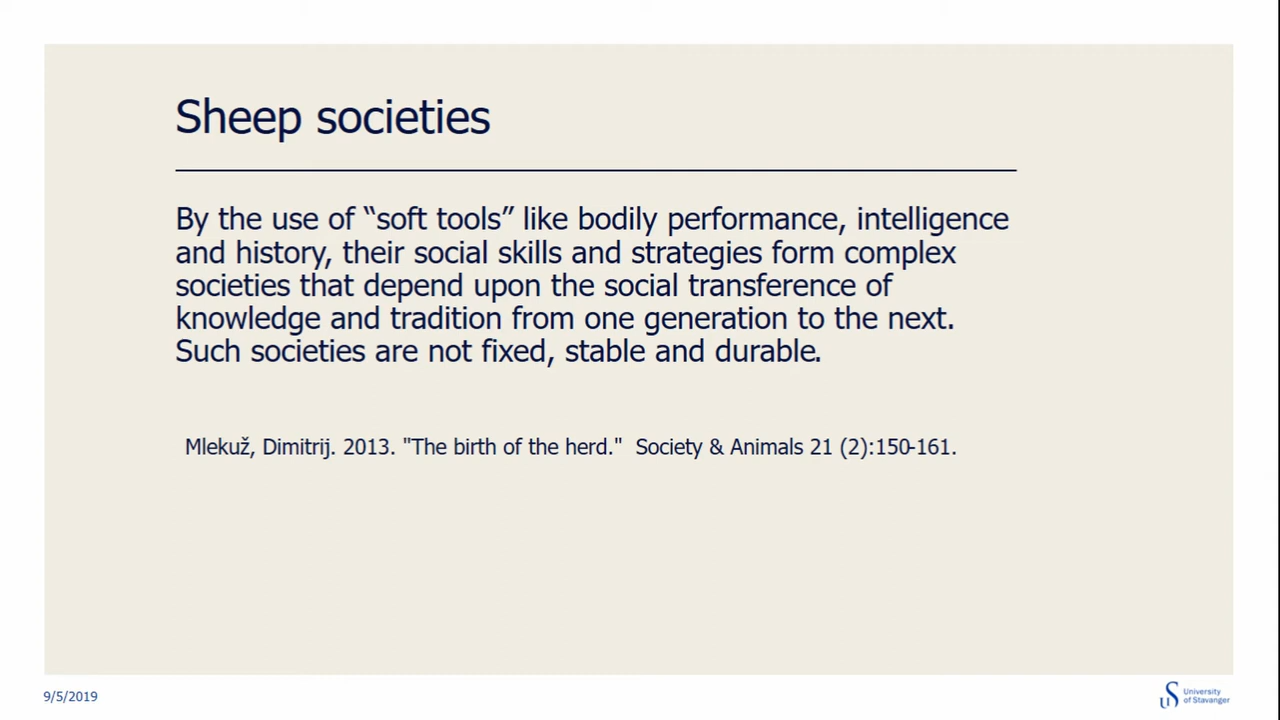 Sheep societies
By the use of “soft tools” like bodily performance, intelligence
and history, their social skills and strategies form complex
societies that depend upon the social transference of
knowledge and tradition from one generation to the next.
Such societies are not fixed, stable and durable.
Mlekuž, Dimitrij. 2013. "The birth of the herd."  Society & Animals 21 (2):150-161.
9/5/2019
University
of Stavanger